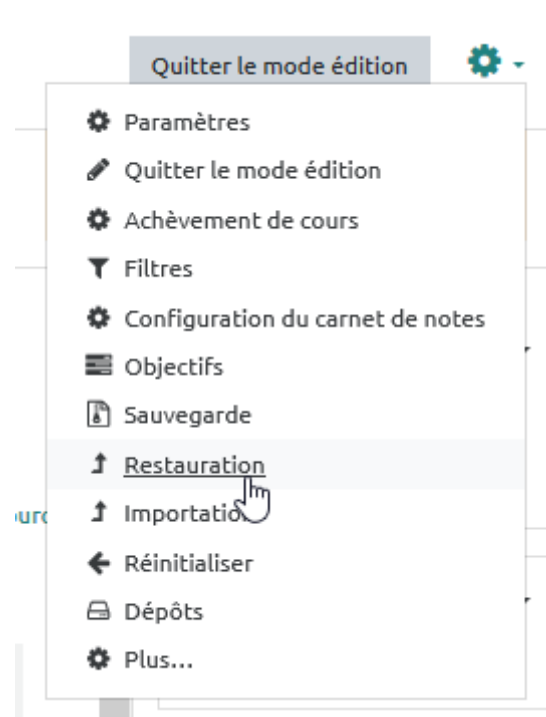 Quitter le mode édition
Paramètres
Quitter le mode édition
Achèvement de cours
Filtres
Configuration du carnet de notes
Objectifs
Sauvegarde
Restauration
Importation
Réinitialiser
Dépôts
Plus...